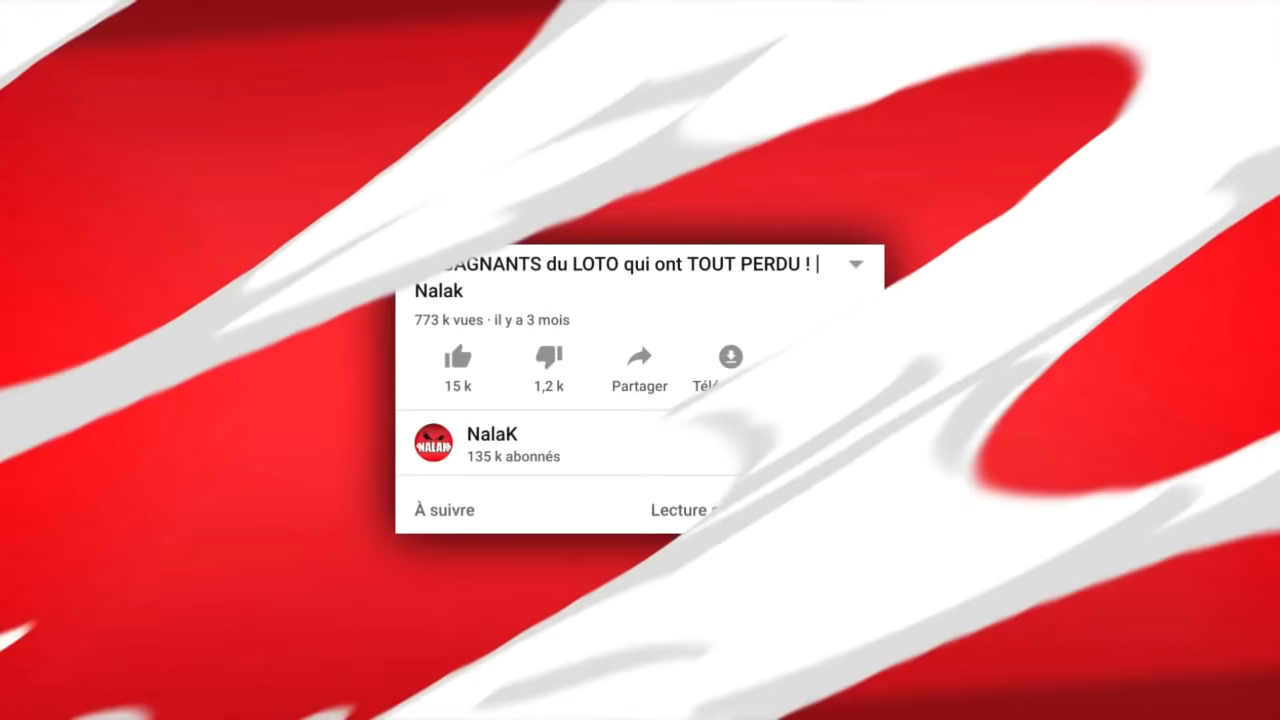 GAGNANTS du LOTO qui ont TOUT PERDU ! |
Nalak
773 k vues · il y a 3 mois
15 k
1,2 k
Partager
NALAK
NalaK
135 k abonnés
À suivre
Lecture